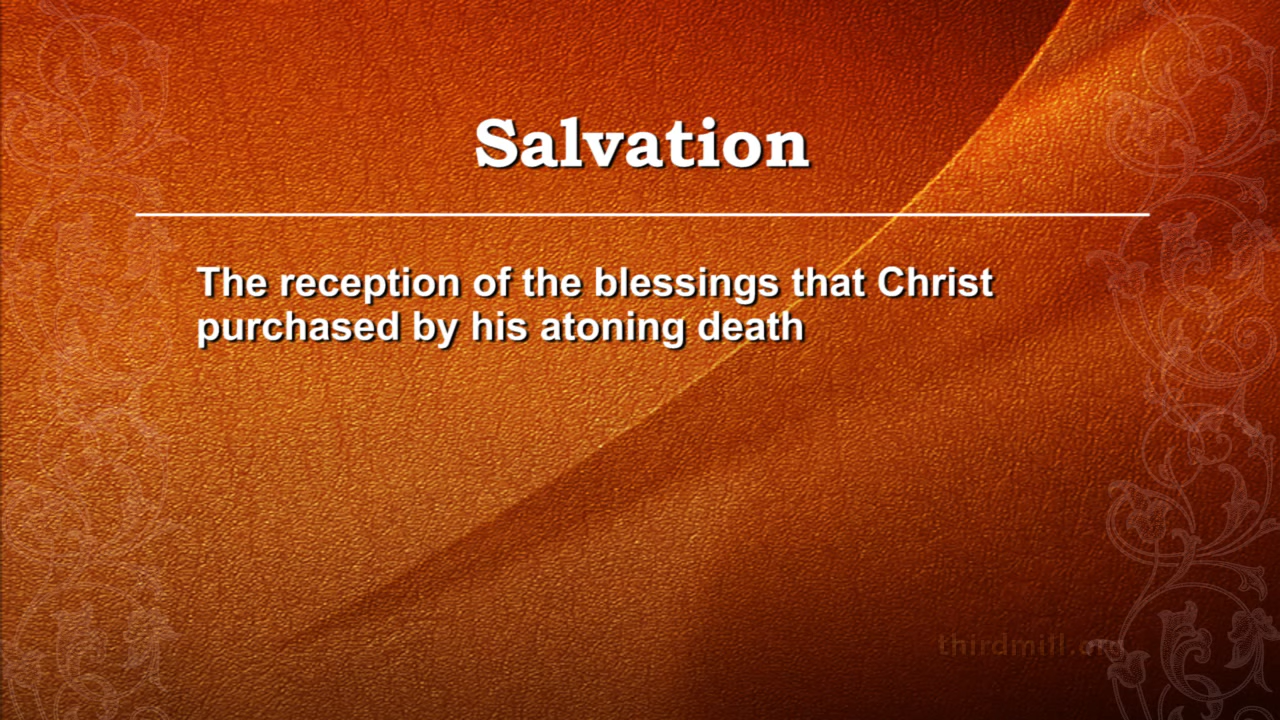 Salvation
The reception of the blessings that Christ
purchased by his atoning death
thirdmill.org